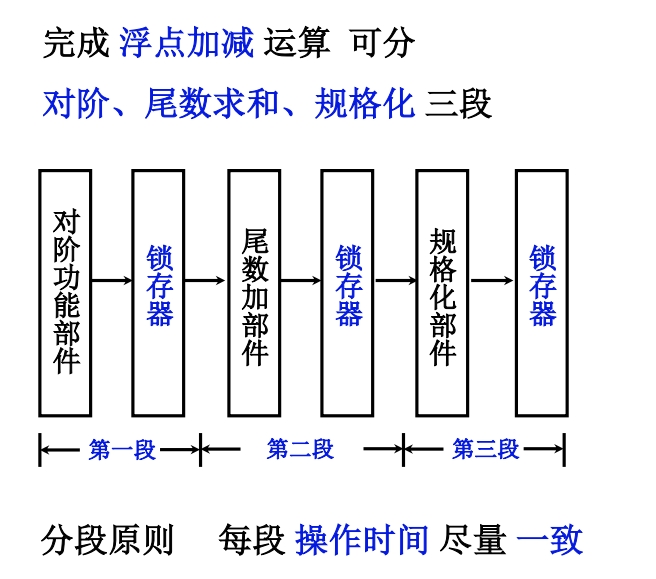 完成 浮点加减 运算 可分
对阶、尾数求和、规格化 三段
对阶功能部件
锁存器
尾数加部件
锁存器
规格化部件
锁存器
第一段
第二段
第三段
分段原则 每段 操作时间 尽量 一致